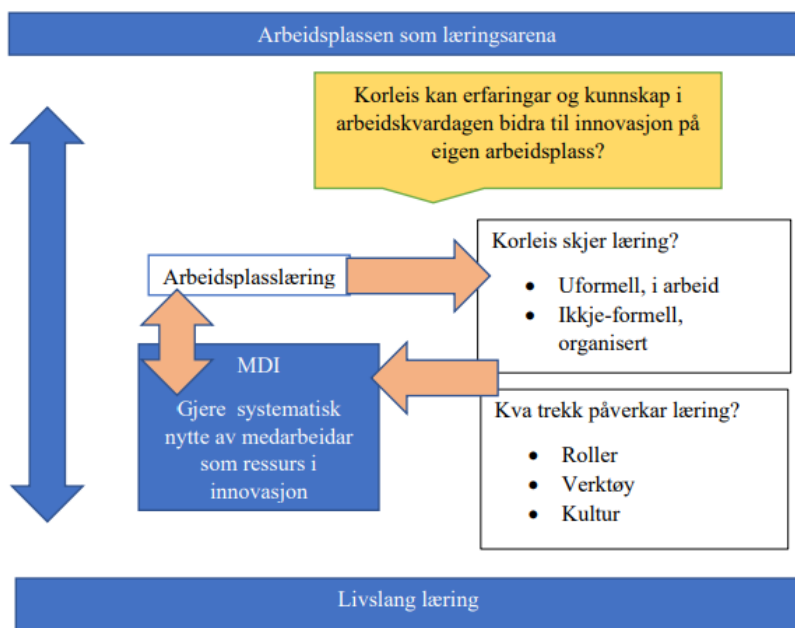 Arbeidsplassen som læringsarena
Korleis kan erfaringar og kunnskap i
arbeidskvardagen bidra til innovasjon på
eigen arbeidsplass?
Korleis skjer læring?
• Uformell, i arbeid
• Ikkje-formell,
organisert
Arbeidsplasslæring
MDI
Gjere systematisk
nytte av medarbeidar
som ressurs i
innovasjon
Kva trekk påverkar læring?
• Roller
• Verktøy
• Kultur
Livslang læring